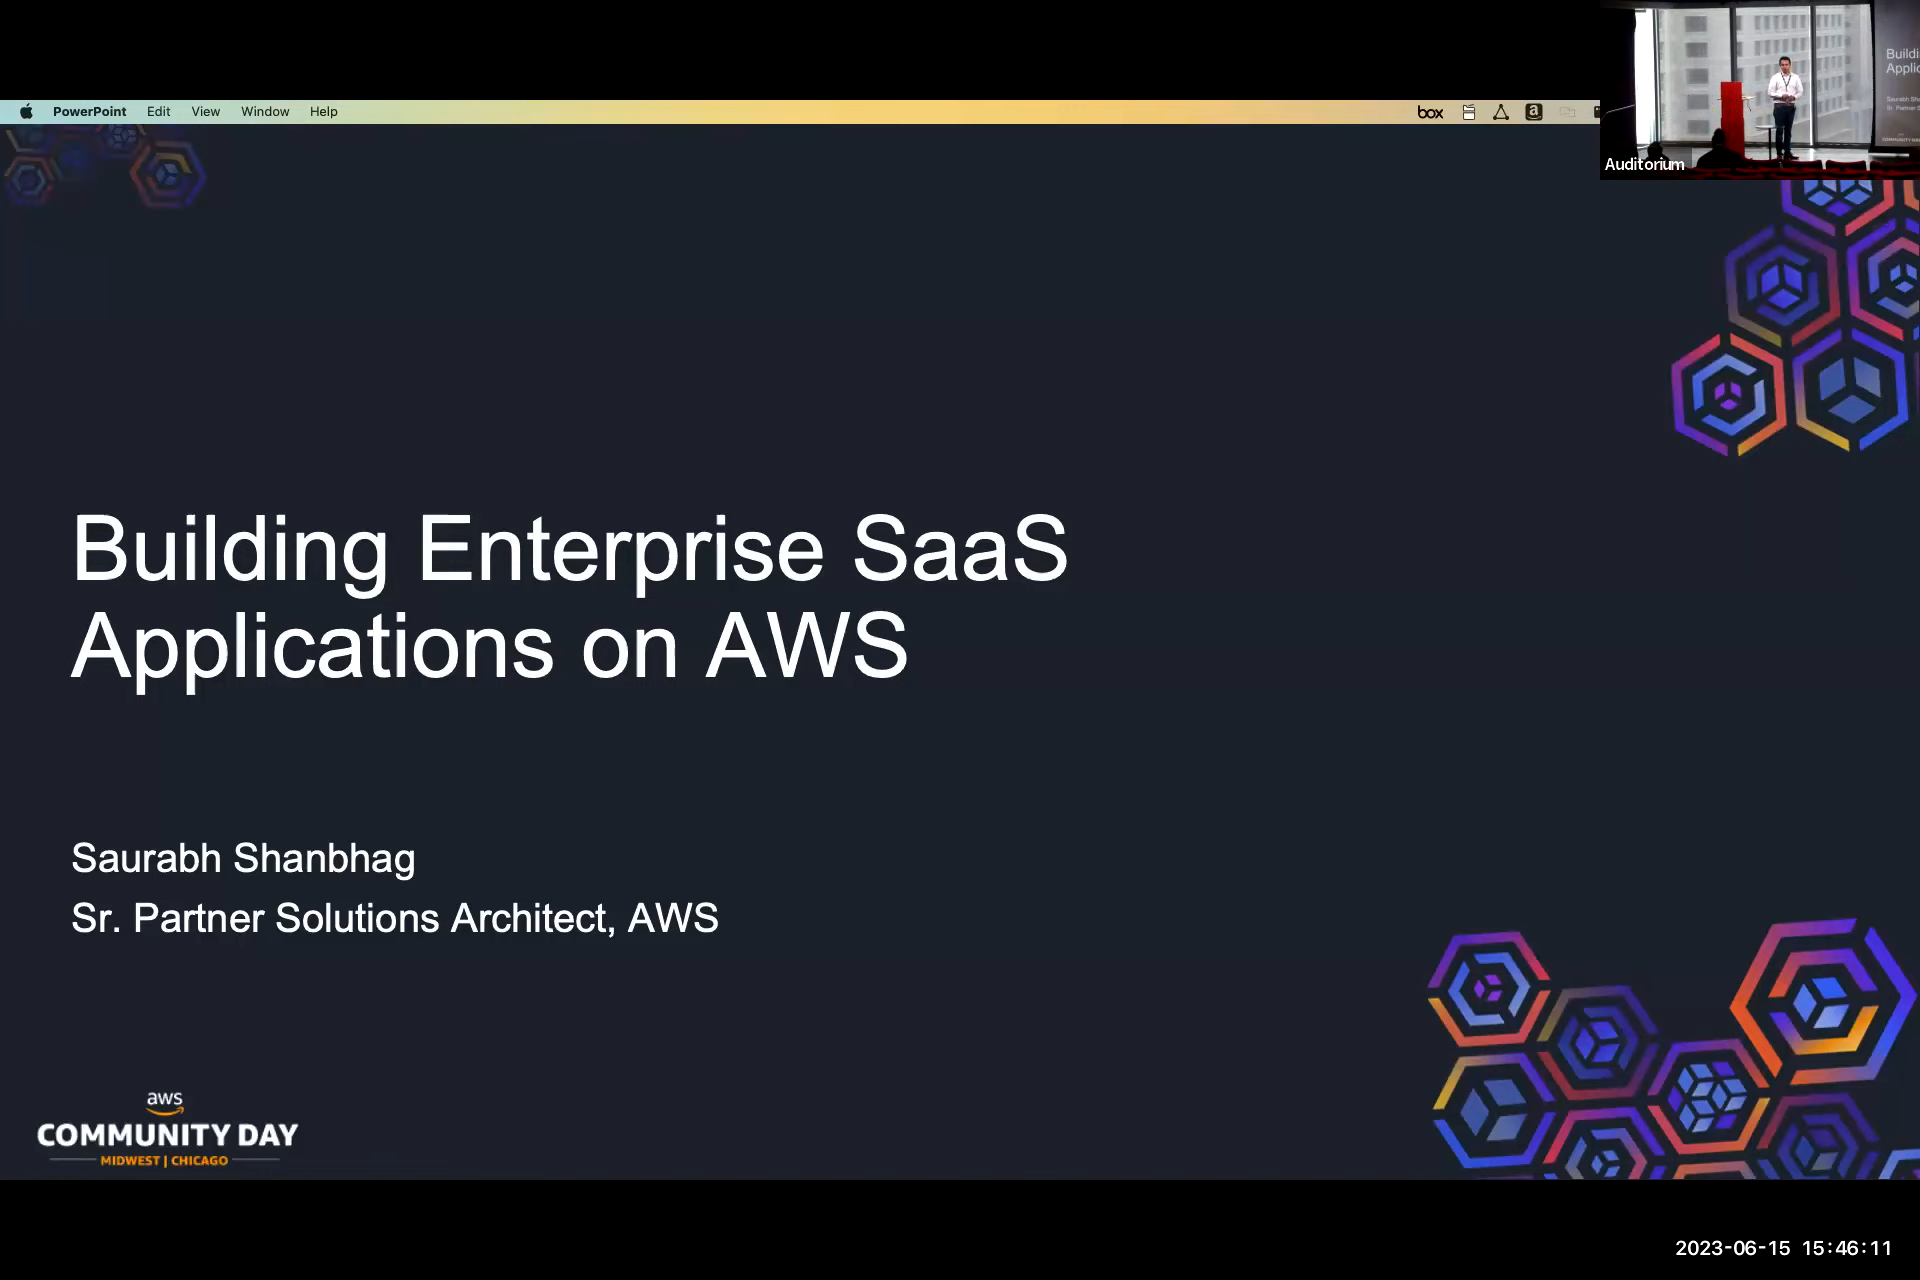 PowerPoint Edit View Window Help
box
Auditorium
Building Enterprise SaaS
Applications on AWS
Saurabh Shanbhag
Sr. Partner Solutions Architect, AWS
aws
COMMUNITY DAY
MIDWEST | CHICAGO
2023-06-15 15:46:11